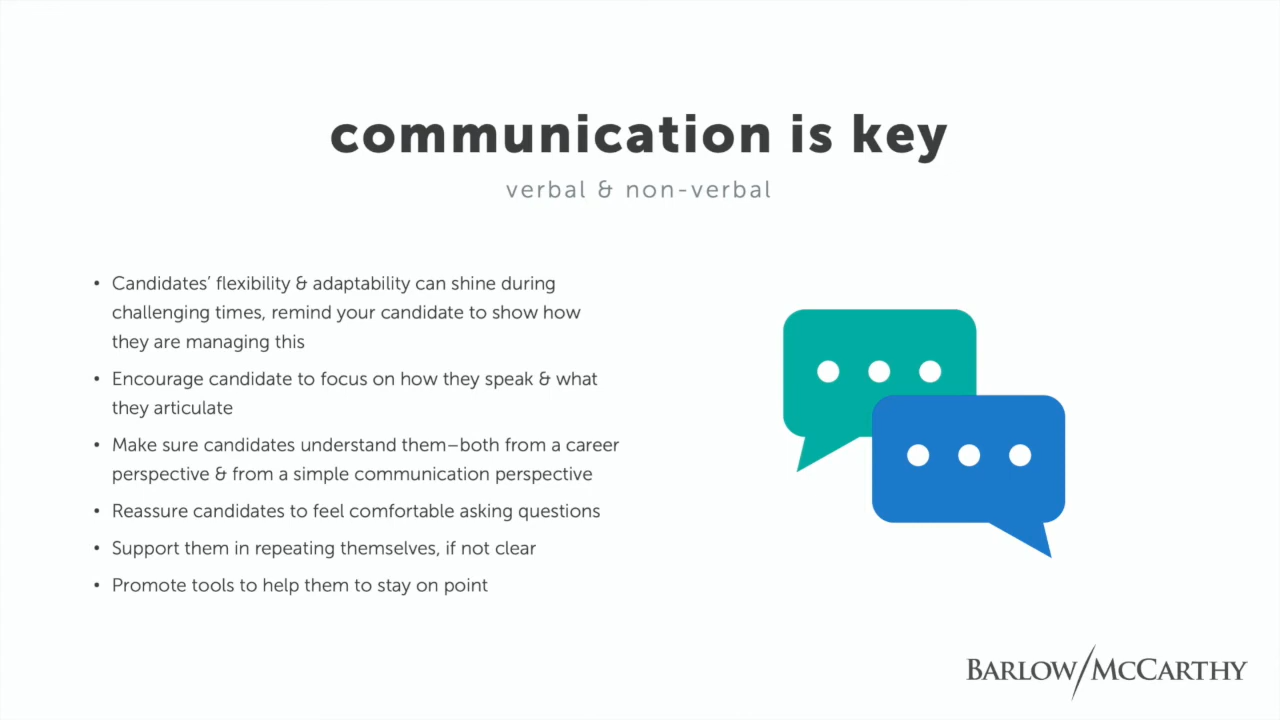 communication is key
verbal & non-verbal
• Candidates’ flexibility & adaptability can shine during
challenging times, remind your candidate to show how
they are managing this
• Encourage candidate to focus on how they speak & what
they articulate
• Make sure candidates understand them–both from a career
perspective & from a simple communication perspective
• Reassure candidates to feel comfortable asking questions
• Support them in repeating themselves, if not clear
• Promote tools to help them to stay on point
BARLOW/MCCARTHY